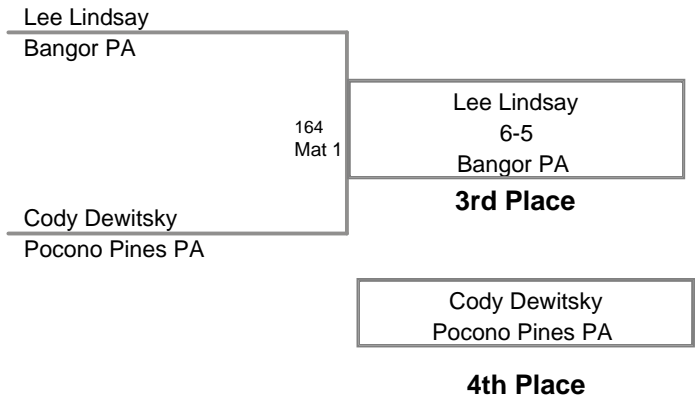 Lee Lindsay
Bangor PA
164
Mat 1
Lee Lindsay
6-5
Bangor PA
3rd Place
Cody Dewitsky
Pocono Pines PA
Cody Dewitsky
Pocono Pines PA
4th Place